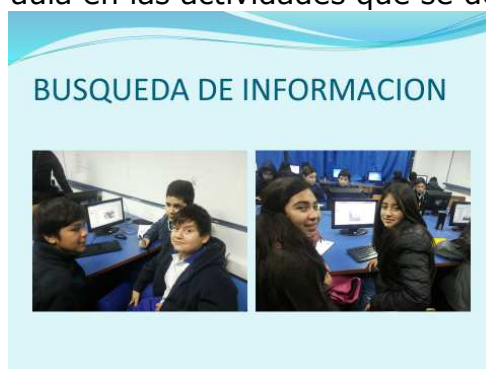 aula en las actividades que se
BUSQUEDA DE INFORMACION